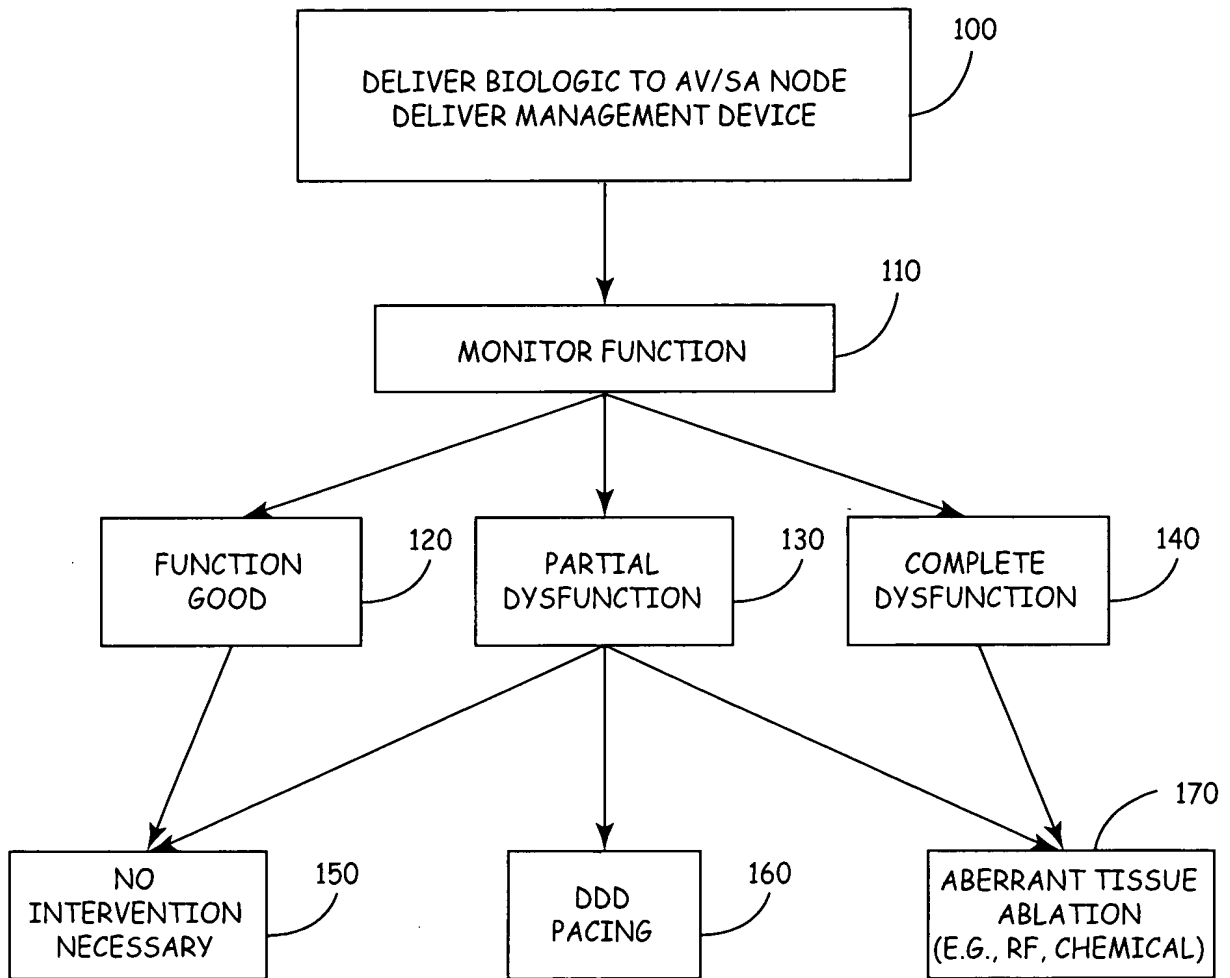 100
DELIVER BIOLOGIC TO AV/SA NODE
DELIVER MANAGEMENT DEVICE
110
MONITOR FUNCTION
FUNCTION
GOOD
120
PARTIAL
DYSFUNCTION
130
COMPLETE
DYSFUNCTION
140
NO
INTERVENTION
NECESSARY
150
DDD
PACING
160
170
ABERRANT TISSUE
ABLATION
(E.G., RF, CHEMICAL)